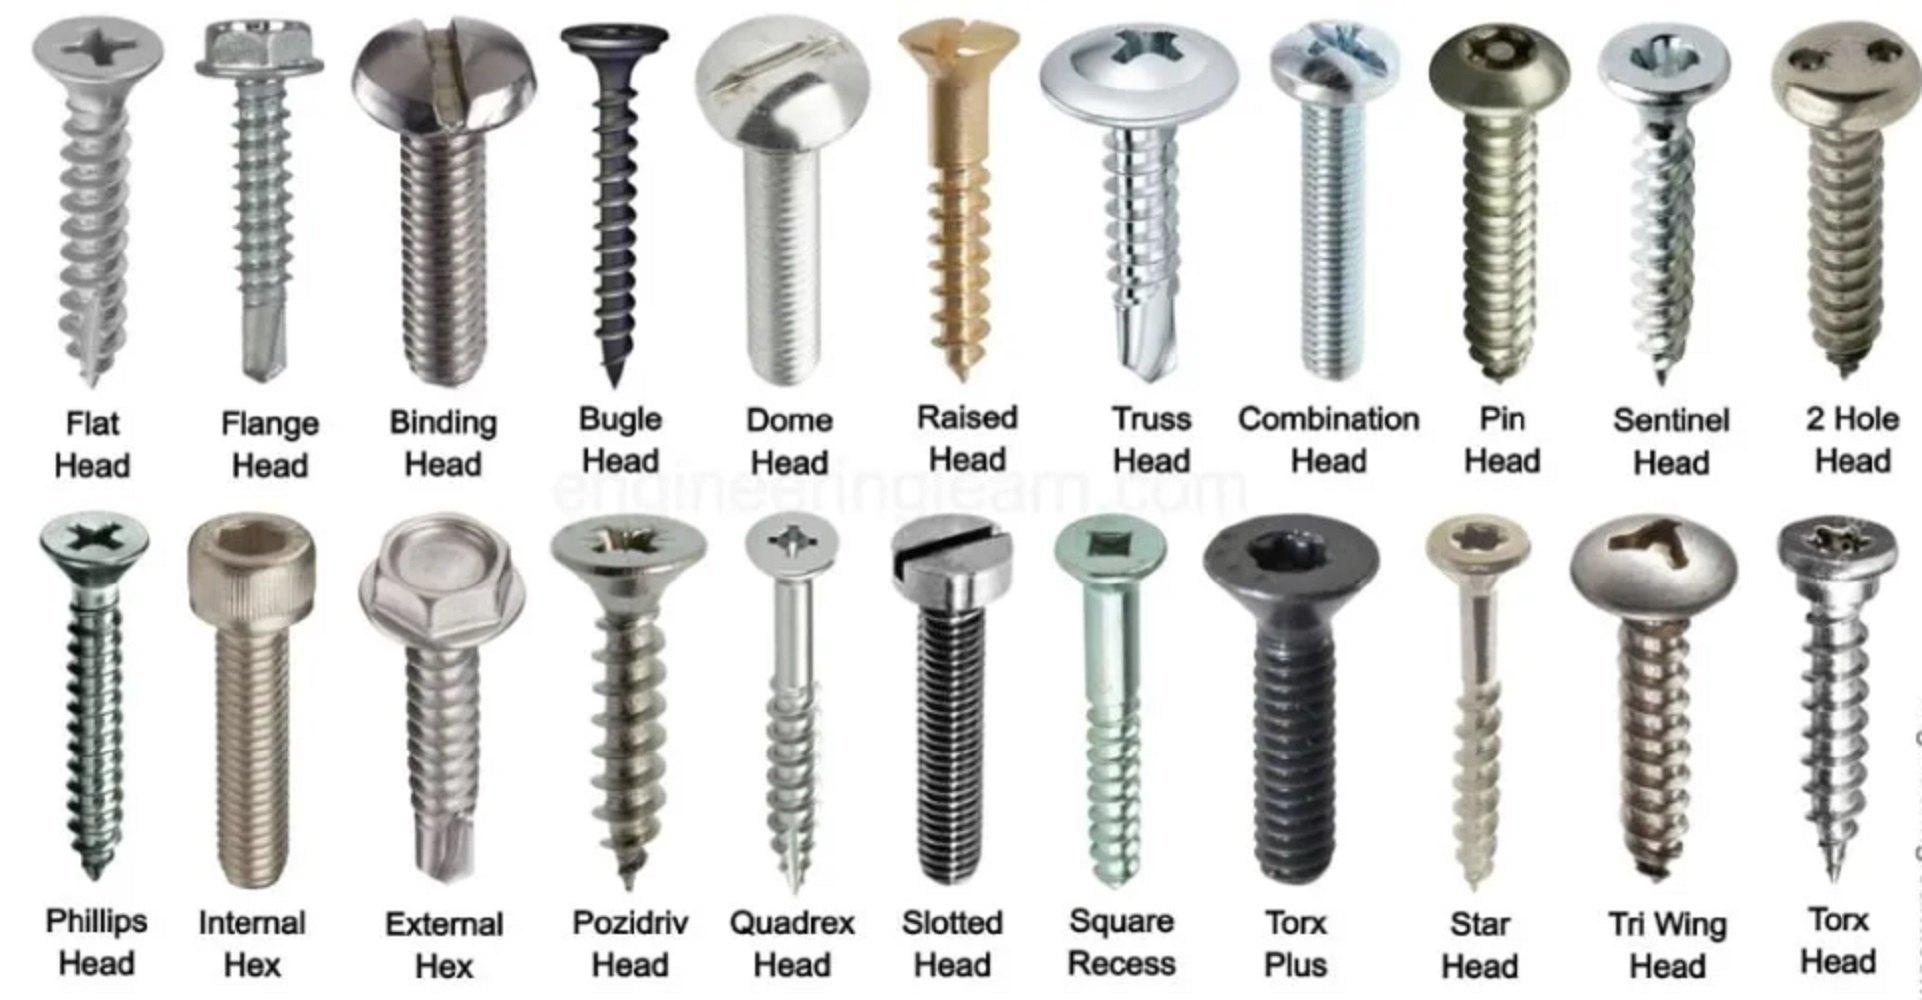 Flat Head
Flange Head
Binding Head
Bugle Head
Dome Head
Raised Head
Truss Head
Combination Head
Pin Head
Sentinel Head
2 Hole Head
engineeringlearn.com
Phillips Head
Internal Hex
External Hex
Pozidriv Head
Quadrex Head
Slotted Head
Square Recess
Torx Plus
Star Head
Tri Wing Head
Torx Head